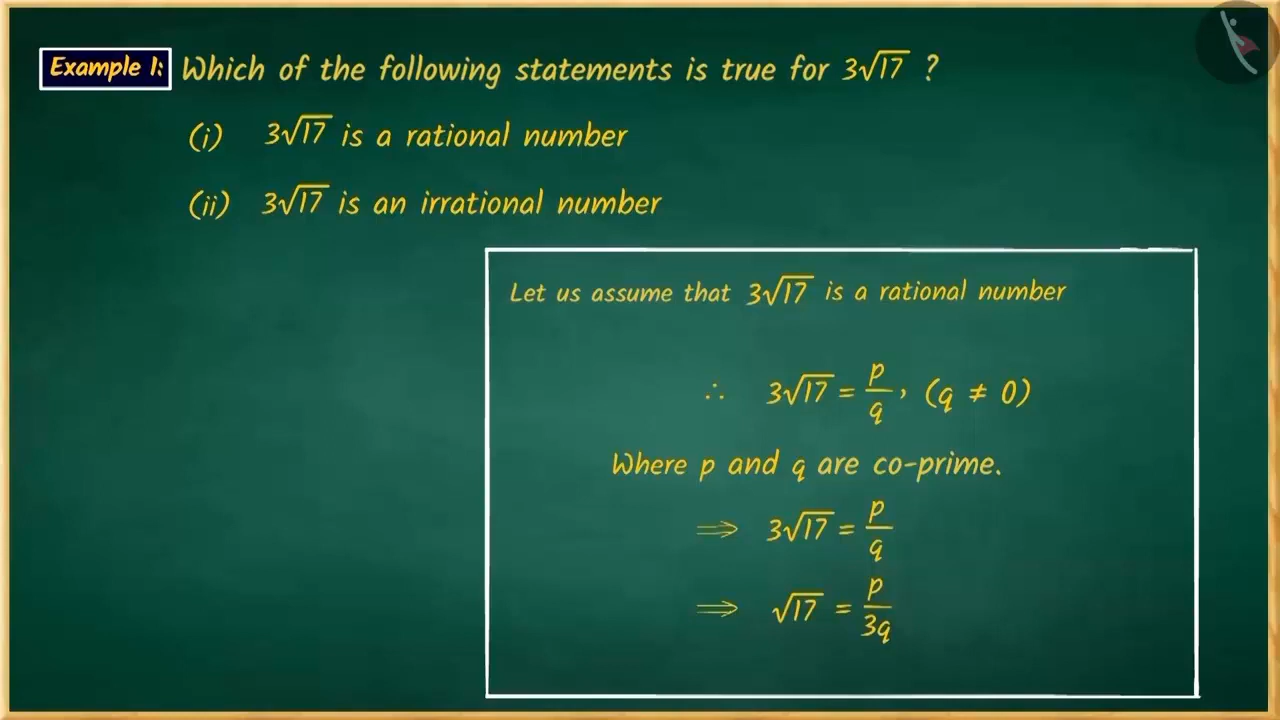 Example 1: Which of the following statements is true for 3√17 ?
(i) 3√17 is a rational number
(ii) 3√17 is an irrational number
Let us assume that 3√17 is a rational number
∴ 3√17 = p/q, (q ≠ 0)
Where p and q are co-prime.
⇒ 3√17 = p/q
⇒ √17 = p/3q